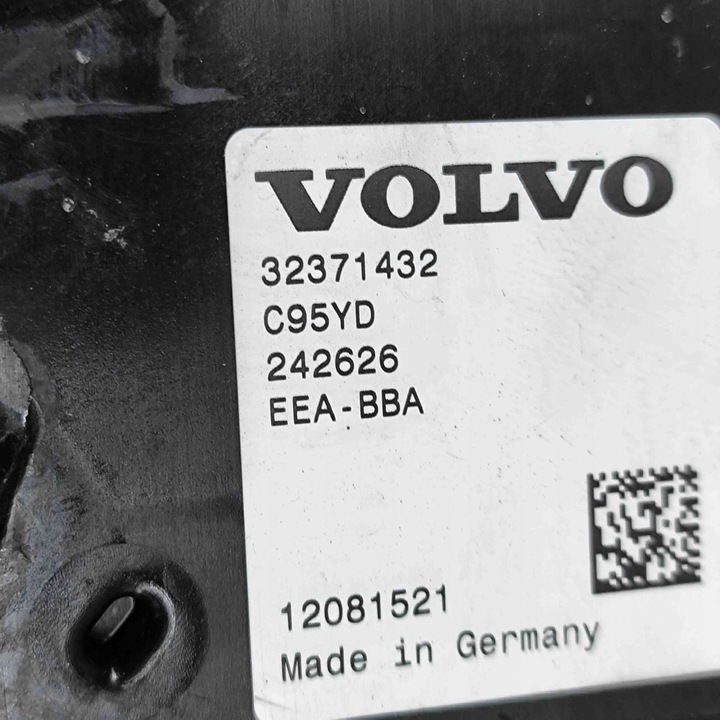 VOLVO
32371432
C95YD
242626
EEA-BBA
12081521
Made in Germany